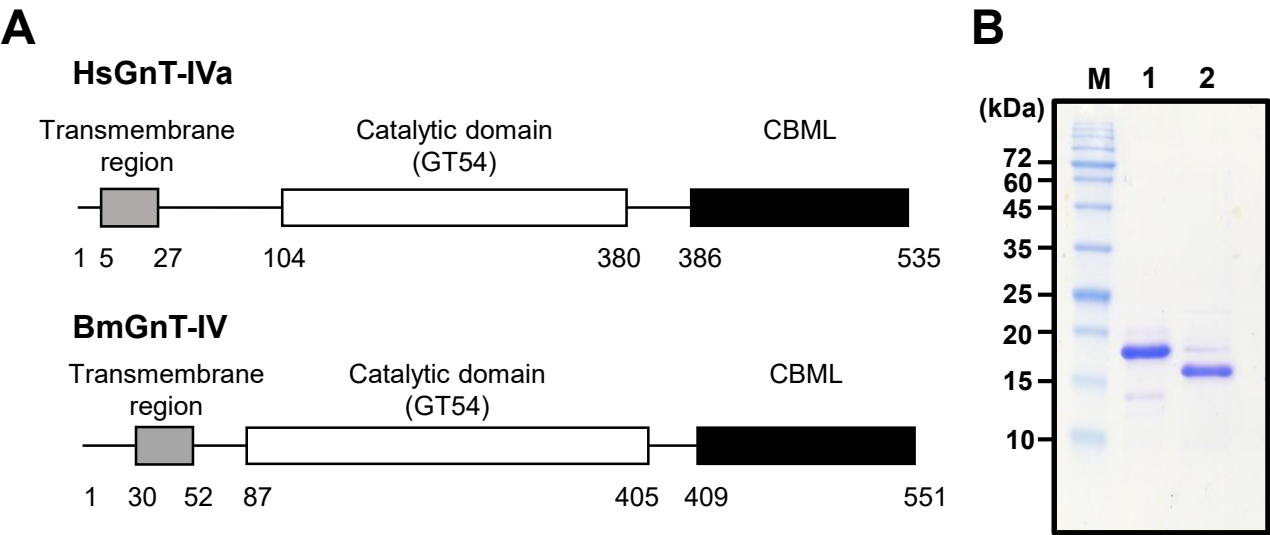 A
HsGnT-IVa
Transmembrane
region
Catalytic domain
(GT54)
CBML
1 5 27 104 380 386 535
BmGnT-IV
Transmembrane
region
Catalytic domain
(GT54)
CBML
1 30 52 87 405 409 551
B
M 1 2
(kDa)
72
60
45
35
25
20
15
10